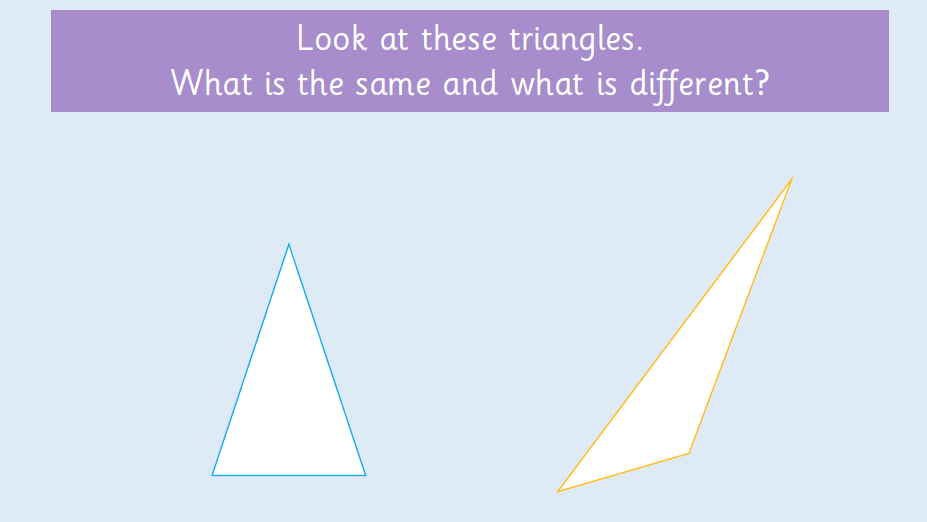 Look at these triangles.
What is the same and what is different?